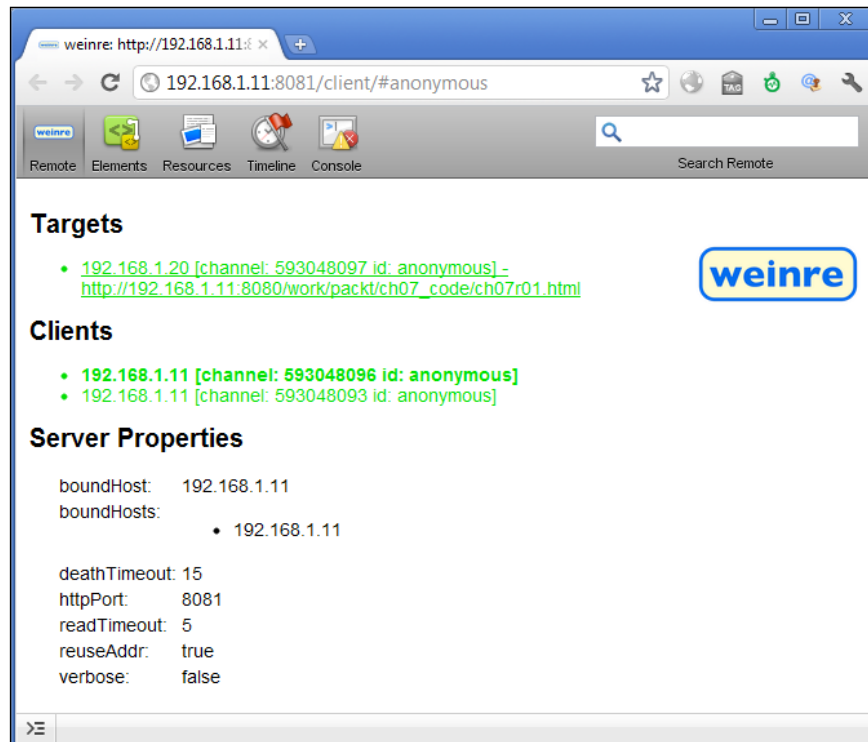 weinre: http://192.168.1.11:8
192.168.1.11:8081/client/#anonymous
TAG
weinre
Remote Elements Resources Timeline Console Search Remote
Targets
192.168.1.20 [channel: 593048097 id: anonymous] -
http://192.168.1.11:8080/work/packt/ch07_code/ch07r01.html
weinre
Clients
192.168.1.11 [channel: 593048096 id: anonymous]
192.168.1.11 [channel: 593048093 id: anonymous]
Server Properties
boundHost: 192.168.1.11
boundHosts:
192.168.1.11
deathTimeout: 15
httpPort: 8081
readTimeout: 5
reuseAddr: true
verbose: false